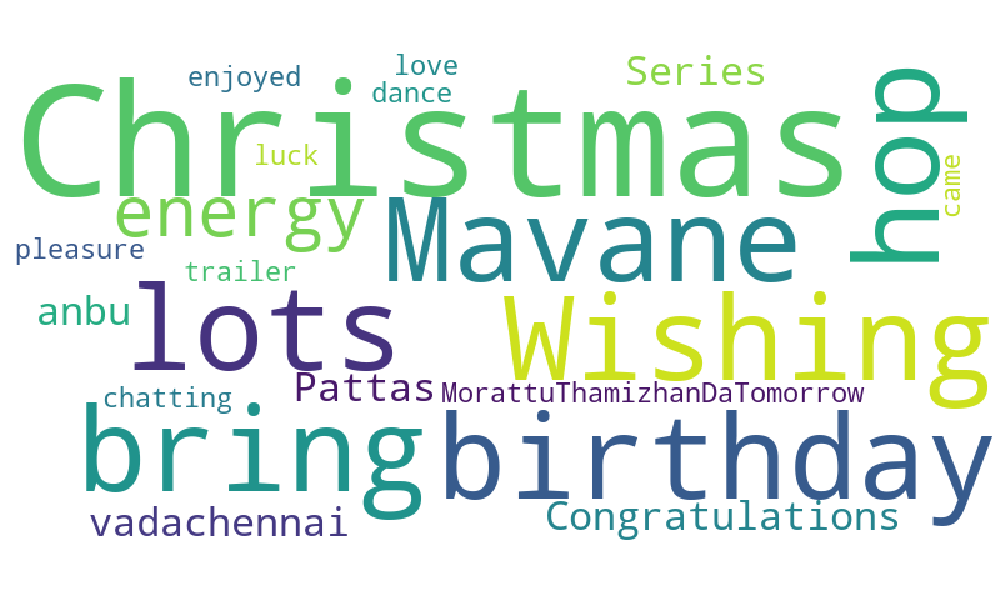 love
enjoyed
Series
dance
Christmas
hop
luck
came
energy
Mavane
pleasure
trailer
lots
anbu
Wishing
Pattas
MorattuThamizhanDaTomorrow
chatting
bring
birthday
vadachennai
Congratulations